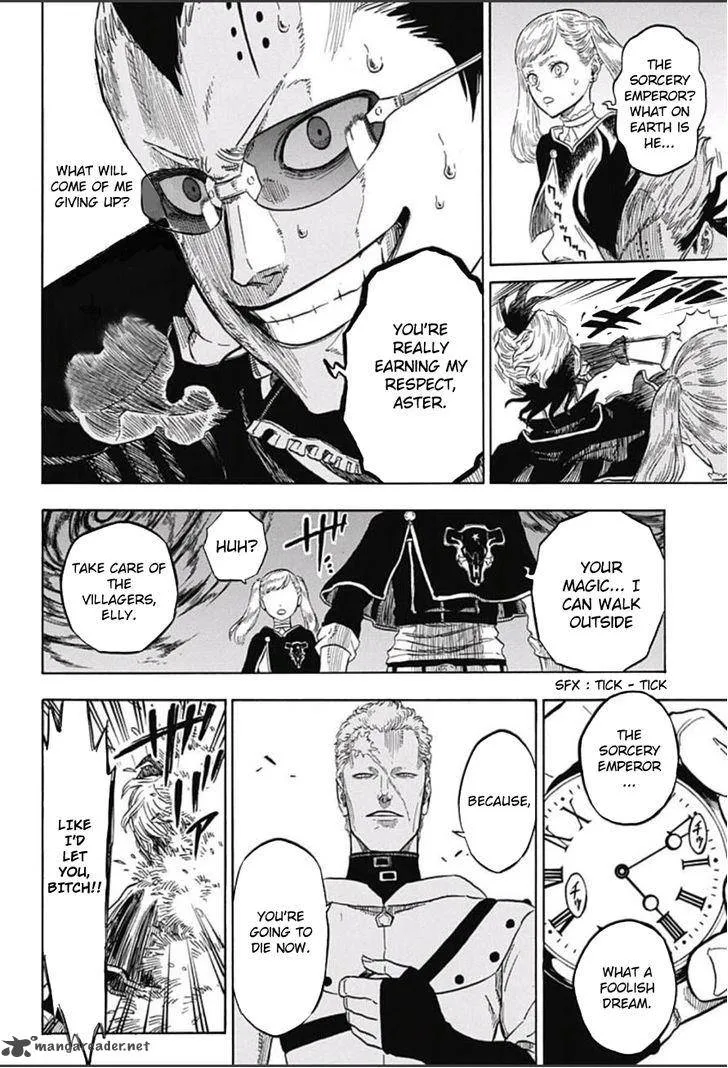 THE
SORCERY
EMPEROR?
WHAT ON
EARTH IS
HE...
WHAT WILL
COME OF ME
GIVING UP?
YOU'RE
REALLY
EARNING MY
RESPECT,
ASTER.
YOUR
MAGIC... I
CAN WALK
OUTSIDE
HUH?
TAKE CARE OF
THE
VILLAGERS,
ELLY.
SFX : TICK - TICK
THE
SORCERY
EMPEROR
...
WHAT A
FOOLISH
DREAM.
BECAUSE,
YOU'RE
GOING TO
DIE NOW.
LIKE
I'D
LET
YOU,
BITCH!!
mangareader.net